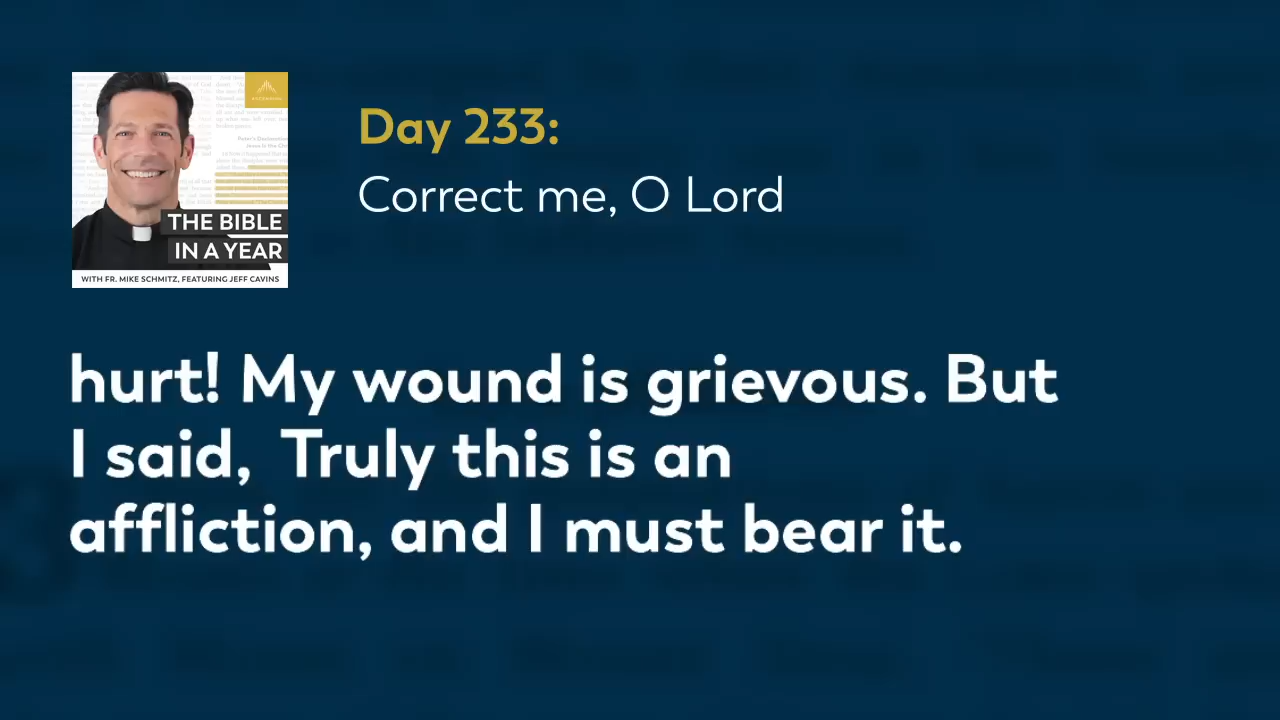 Day 233:
Correct me, O Lord
ASCENSION
THE BIBLE
IN A YEAR
WITH FR. MIKE SCHMITZ, FEATURING JEFF CAVINS
hurt! My wound is grievous. But
I said, Truly this is an
affliction, and I must bear it.